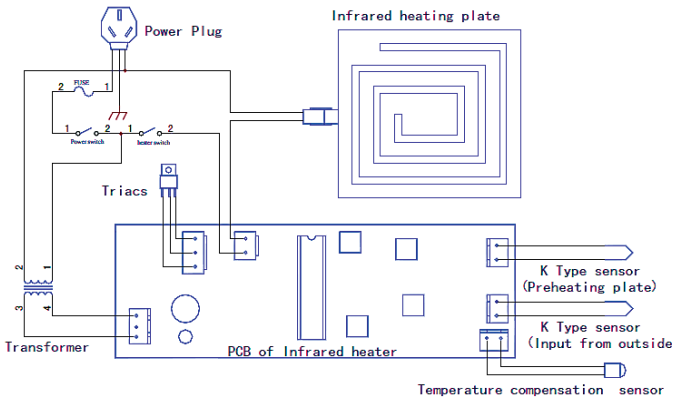 Infrared heating plate
Power Plug
FUSE
2 1
1 2 1 2
Power switch heater switch
Triacs
2 1
3 4
K Type sensor
(Preheating plate)
K Type sensor
(Input from outside
Transformer
PCB of Infrared heater
Temperature compensation sensor